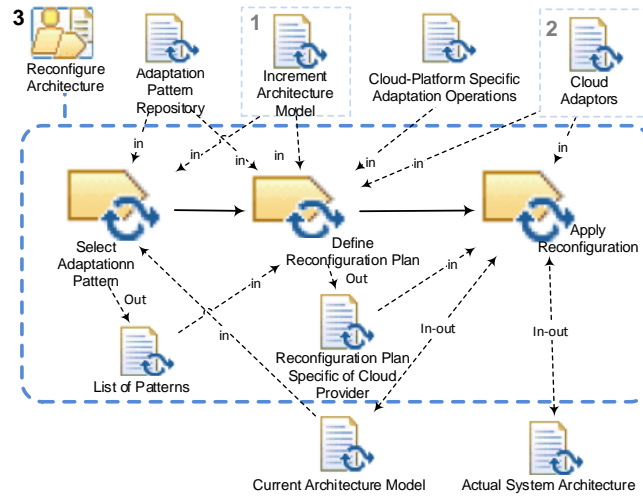 3
Reconfigure
Architecture
Adaptation
Pattern
Repository
1
Increment
Architecture
Model
Cloud-Platform Specific
Adaptation Operations
2
Cloud
Adaptors
in
in
in
in
in
in
in
Select
Adaptationn
Pattern
Define
Reconfiguration Plan
Apply
Reconfiguration
Out
Out
in
in
in
In-out
In-out
List of Patterns
Reconfiguration Plan
Specific of Cloud
Provider
Current Architecture Model
Actual System Architecture